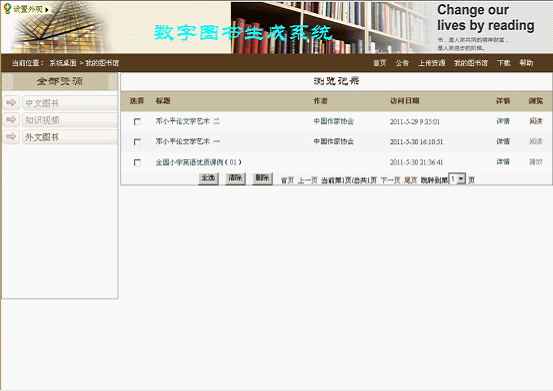 设置外观
数字图书生成系统
Change our
lives by reading
书，是人类共同的精神财富，
是人类进步的阶梯。
当前位置： 系统桌面 > 我的图书馆
首页 公告 上传资源 我的图书馆 下载 帮助
全部资源
中文图书
知识视频
外文图书
浏览记录
选择 标题 作者 访问日期 详情 浏览
邓小平论文学艺术 二 中国作家协会 2011-5-29 9:25:01 详情 阅读
邓小平论文学艺术 一 中国作家协会 2011-5-30 16:10:51 详情 阅读
全国小学英语优质课例（01） 2011-5-30 21:36:41 详情 播放
全选 清除 删除 首页 上一页 当前第1页/总共1页 下一页 尾页 跳转到第 1 页